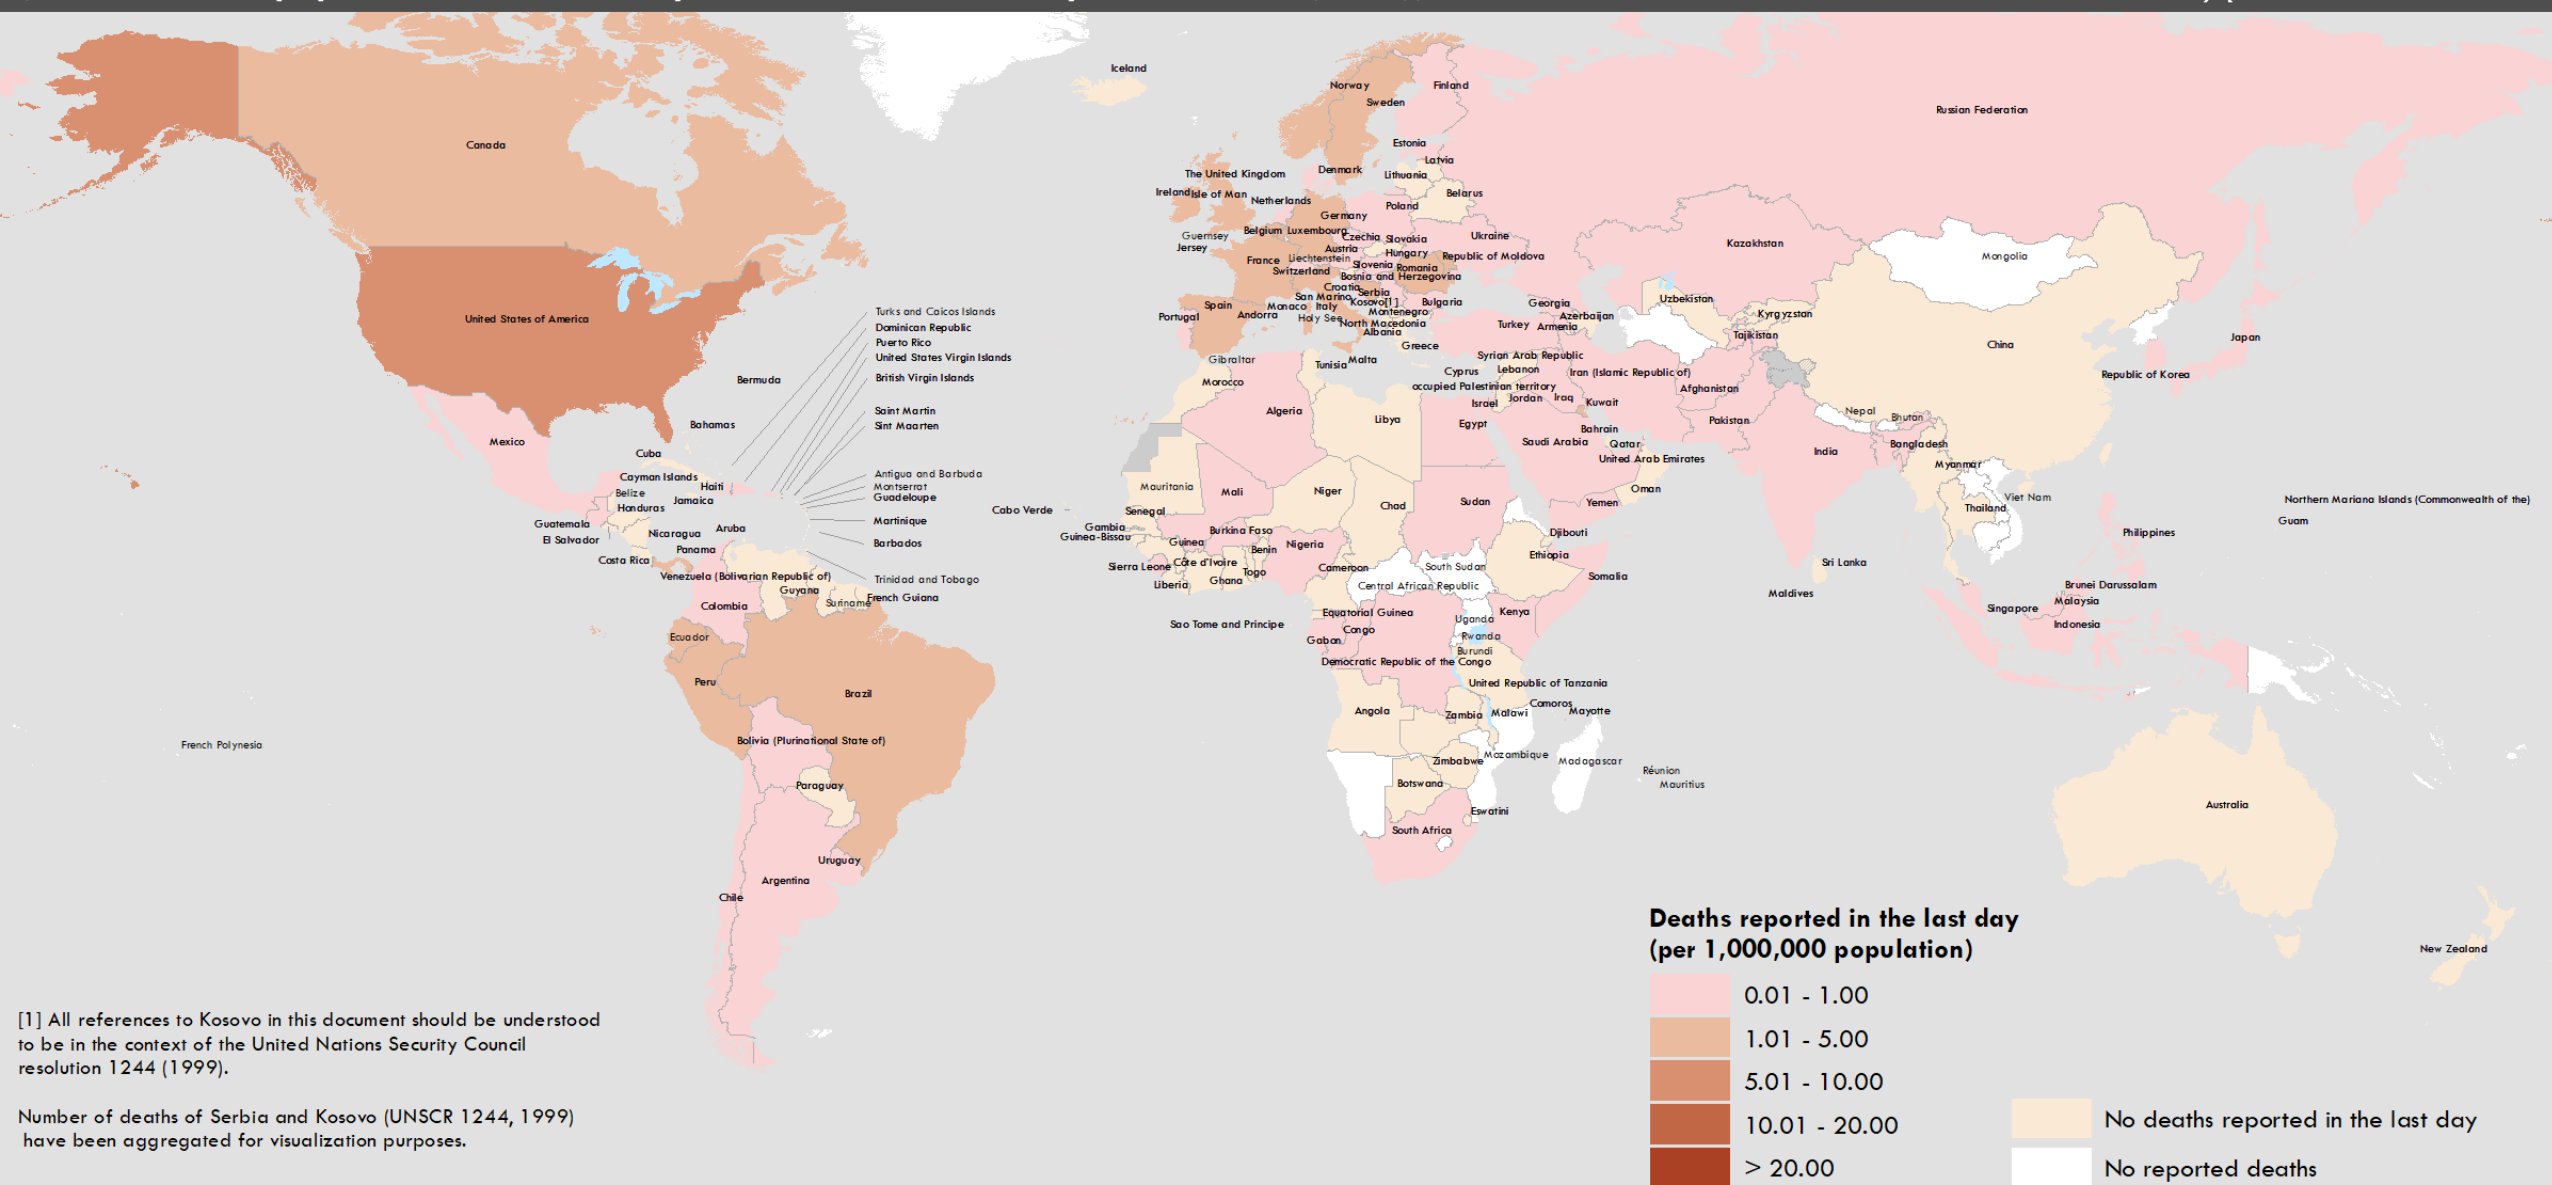 Iceland
Norway
Finland
Sweden
Russian Federation
Canada
Estonia
Latvia
Denmark
The United Kingdom
Lithuania
Ireland
Isle of Man
Belarus
Netherlands
Poland
Germany
Guernsey
Belgium
Luxembourg
Czechia
Slovakia
Ukraine
Jersey
Austria
Hungary
Kazakhstan
France
Liechtenstein
Slovenia
Romania
Republic of Moldova
Mongolia
Switzerland
Bosnia and Herzegovina
Croatia
Serbia
San Marino
Uzbekistan
Spain
Monaco
Italy
Kosovo[1]
Bulgaria
Georgia
Turks and Caicos Islands
Portugal
Andorra
Holy See
Montenegro
Azerbaijan
Kyrgyzstan
United States of America
North Macedonia
Turkey
Armenia
Dominican Republic
Albania
Tajikistan
Japan
Puerto Rico
Greece
China
United States Virgin Islands
Gibraltar
Tunisia
Malta
Syrian Arab Republic
Cyprus
Lebanon
Iran (Islamic Republic of)
Republic of Korea
British Virgin Islands
Bermuda
Morocco
occupied Palestinian territory
Afghanistan
Israel
Jordan
Iraq
Kuwait
Saint Martin
Algeria
Libya
Egypt
Pakistan
Nepal
Bhutan
Bahamas
Sint Maarten
Bahrain
Mexico
Saudi Arabia
Qatar
India
Bangladesh
Cuba
United Arab Emirates
Myanmar
Cayman Islands
Antigua and Barbuda
Haiti
Montserrat
Mauritania
Mali
Niger
Oman
Belize
Jamaica
Guadeloupe
Chad
Sudan
Yemen
Viet Nam
Northern Mariana Islands (Commonwealth of the)
Honduras
Cabo Verde
Senegal
Thailand
Guatemala
Aruba
Martinique
Gambia
Burkina Faso
Guam
El Salvador
Nicaragua
Guinea-Bissau
Djibouti
Philippines
Panama
Barbados
Guinea
Benin
Nigeria
Ethiopia
Costa Rica
Sierra Leone
Côte d'Ivoire
Togo
Cameroon
South Sudan
Sri Lanka
Venezuela (Bolivarian Republic of)
Trinidad and Tobago
Liberia
Ghana
Central African Republic
Somalia
Brunei Darussalam
Guyana
Maldives
Colombia
Suriname
French Guiana
Malaysia
Singapore
Sao Tome and Principe
Equatorial Guinea
Kenya
Indonesia
Ecuador
Congo
Uganda
Gabon
Rwanda
Burundi
Democratic Republic of the Congo
Peru
Brazil
United Republic of Tanzania
Angola
Zambia
Malawi
Comoros
Mayotte
French Polynesia
Bolivia (Plurinational State of)
Zimbabwe
Mozambique
Madagascar
Réunion
Paraguay
Botswana
Mauritius
Australia
Eswatini
South Africa
Uruguay
Argentina
Chile
New Zealand
Deaths reported in the last day
(per 1,000,000 population)
0.01 - 1.00
1.01 - 5.00
5.01 - 10.00
10.01 - 20.00
> 20.00
No deaths reported in the last day
No reported deaths
[1] All references to Kosovo in this document should be understood
to be in the context of the United Nations Security Council
resolution 1244 (1999).
Number of deaths of Serbia and Kosovo (UNSCR 1244, 1999)
have been aggregated for visualization purposes.